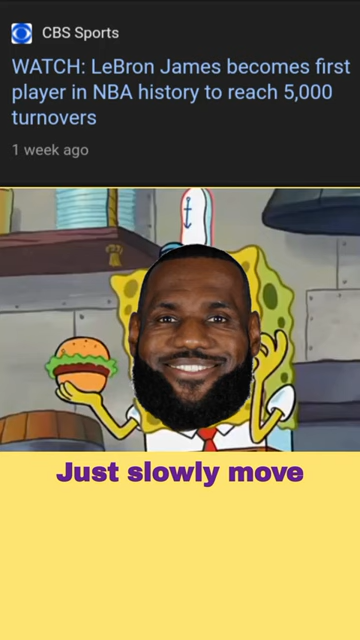 CBS Sports
WATCH: LeBron James becomes first
player in NBA history to reach 5,000
turnovers
1 week ago
Just slowly move